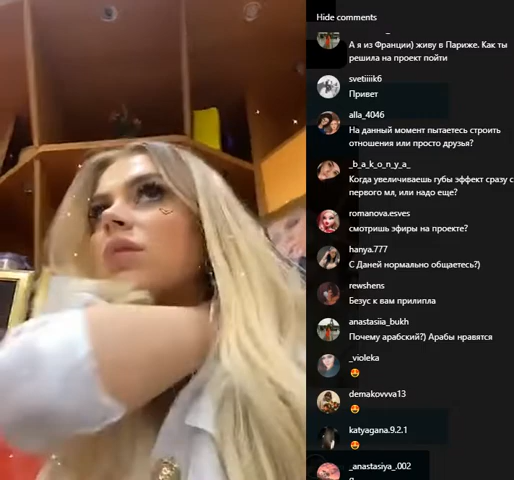 Hide comments
А я из Франции) живу в Париже. Как ты
решила на проект пойти
svetiiiik6
Привет
alla_4046
На данный момент пытаетесь строить
отношения или просто друзья?
_b_a_k_o_n_y_a_
Когда увеличиваешь губы эффект сразу с
первого мл, или надо еще?
romanova.esves
смотришь эфиры на проекте?
hanya.777
С Даней нормально общаетесь?)
rewshens
Безус к вам прилипла
anastasiia_bukh
Почему арабский?) Арабы нравятся
_violeka
demakovvva13
katyagana.9.2.1
_anastasiya_.002